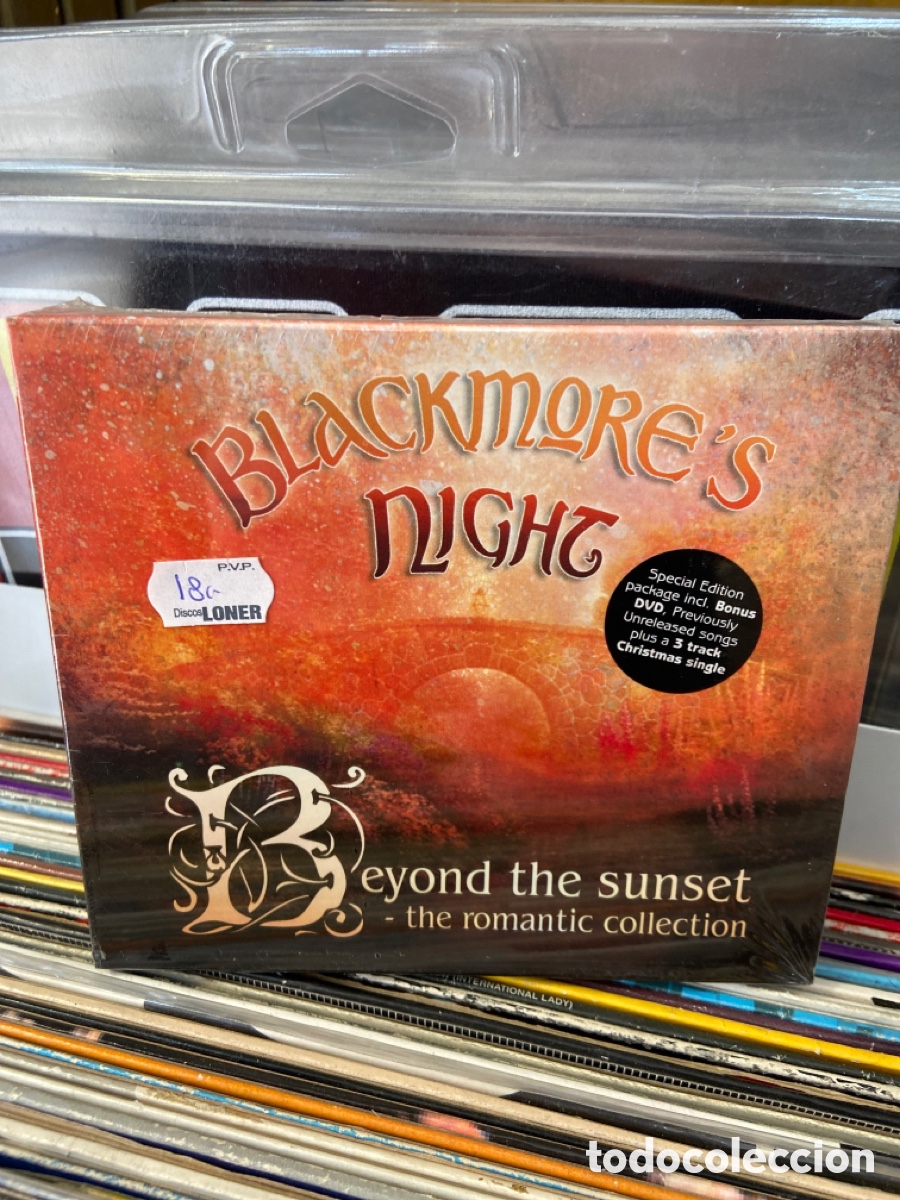 BLACKMORE'S
NIGHT
P.V.P.
18€
Discos LONER
Special Edition
package incl. Bonus
DVD, Previously
Unreleased songs
plus a 3 track
Christmas single
Beyond the sunset
- the romantic collection
(INTERNATIONAL LADY)
todocoleccion